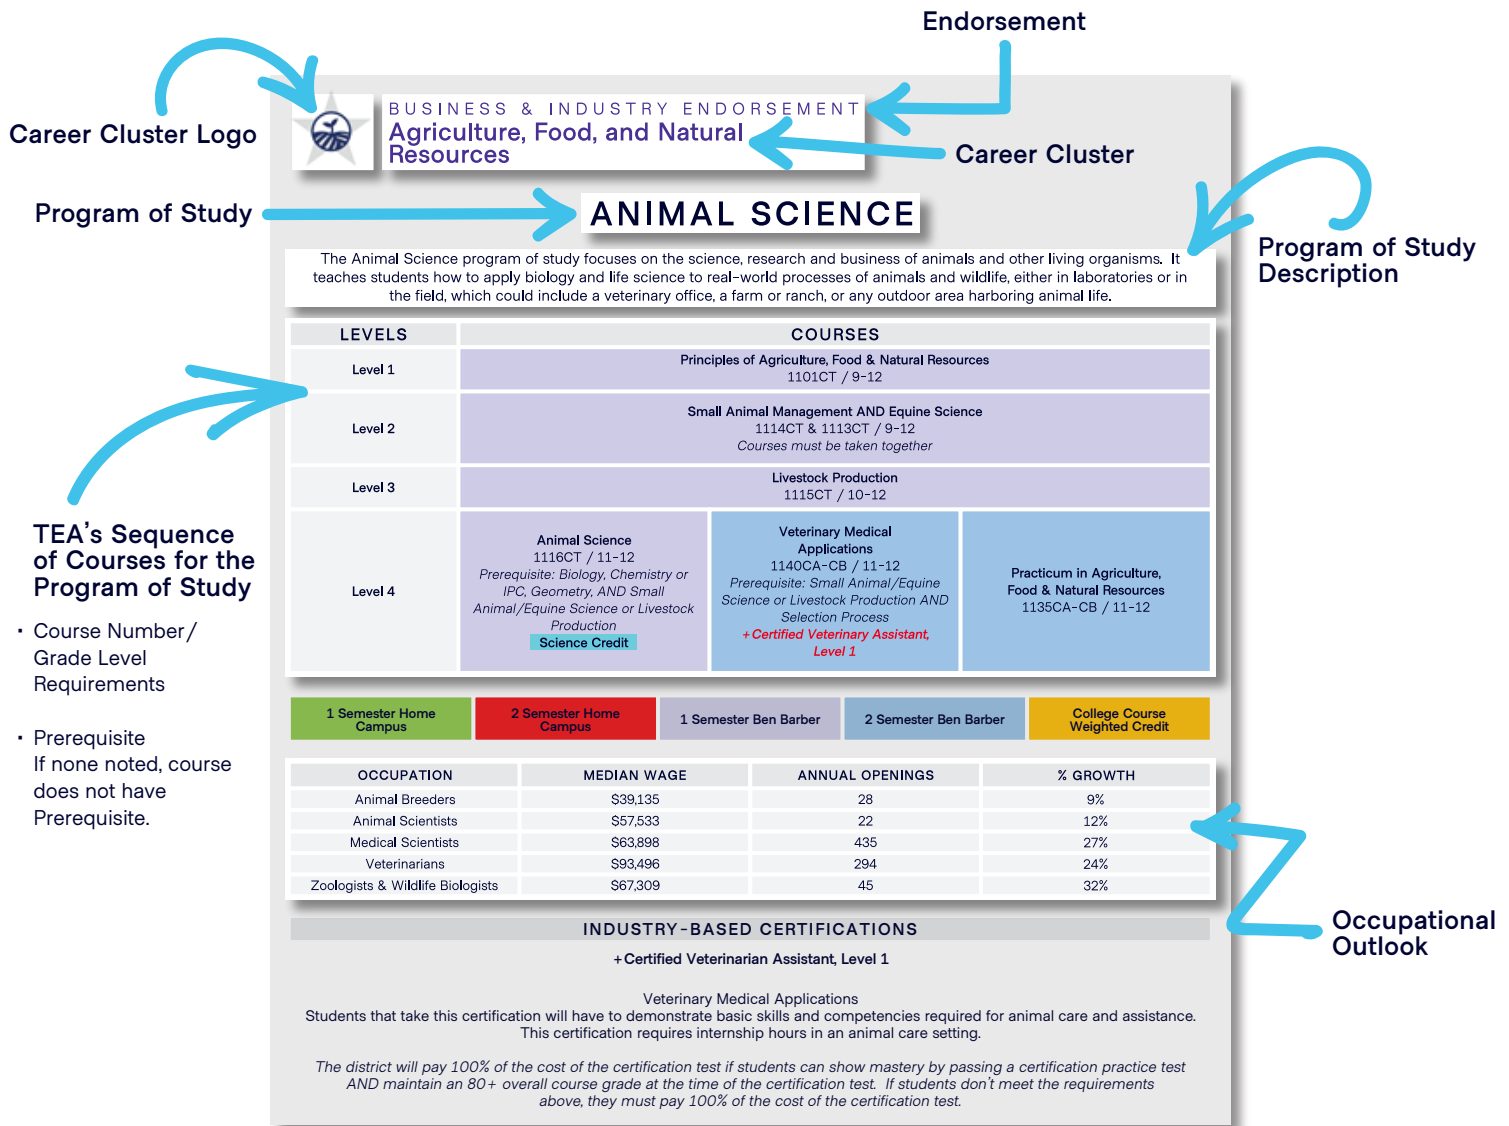 Endorsement
Career Cluster Logo
BUSINESS & INDUSTRY ENDORSEMENT
Agriculture, Food, and Natural
Resources
Career Cluster
Program of Study
ANIMAL SCIENCE
Program of Study
Description
The Animal Science program of study focuses on the science, research and business of animals and other living organisms. It
teaches students how to apply biology and life science to real-world processes of animals and wildlife, either in laboratories or in
the field, which could include a veterinary office, a farm or ranch, or any outdoor area harboring animal life.
LEVELS
COURSES
Level 1
Principles of Agriculture, Food & Natural Resources
1101CT / 9-12
Level 2
Small Animal Management AND Equine Science
1114CT & 1113CT / 9-12
Courses must be taken together
Level 3
Livestock Production
1115CT / 10-12
Level 4
Animal Science
1116CT / 11-12
Prerequisite: Biology, Chemistry or
IPC, Geometry, AND Small
Animal/Equine Science or Livestock
Production
Science Credit
Veterinary Medical
Applications
1140CA-CB / 11-12
Prerequisite: Small Animal/Equine
Science or Livestock Production AND
Selection Process
+Certified Veterinary Assistant,
Level 1
Practicum in Agriculture,
Food & Natural Resources
1135CA-CB / 11-12
TEA's Sequence
of Courses for the
Program of Study
· Course Number/
Grade Level
Requirements
· Prerequisite
If none noted, course
does not have
Prerequisite.
1 Semester Home
Campus
2 Semester Home
Campus
1 Semester Ben Barber
2 Semester Ben Barber
College Course
Weighted Credit
OCCUPATION MEDIAN WAGE ANNUAL OPENINGS % GROWTH
Animal Breeders $39,135 28 9%
Animal Scientists $57,533 22 12%
Medical Scientists $63,898 435 27%
Veterinarians $93,496 294 24%
Zoologists & Wildlife Biologists $67,309 45 32%
Occupational
Outlook
INDUSTRY-BASED CERTIFICATIONS
+Certified Veterinarian Assistant, Level 1
Veterinary Medical Applications
Students that take this certification will have to demonstrate basic skills and competencies required for animal care and assistance.
This certification requires internship hours in an animal care setting.
The district will pay 100% of the cost of the certification test if students can show mastery by passing a certification practice test
AND maintain an 80+ overall course grade at the time of the certification test. If students don't meet the requirements
above, they must pay 100% of the cost of the certification test.